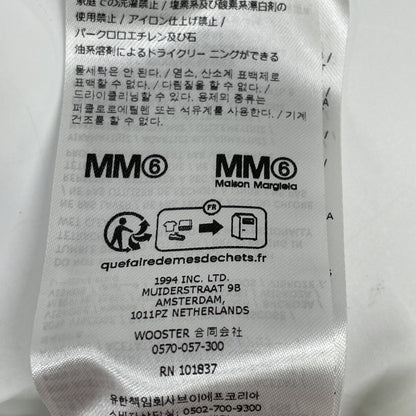 家庭での洗濯禁止 / 塩素系及び酸素系漂白剤の
使用禁止 / アイロン仕上げ禁止 /
パークロロエチレン及び石
油系溶剤によるドライクリー ニングができる
물세탁은 안 된다. / 염소, 산소계 표백제로
표백할 수 없다. / 다림질을 할 수 없다. /
드라이클리닝할 수 있다. 용제의 종류는
퍼클로로에틸렌 또는 석유계를 사용한다. / 기계
건조를 할 수 없다.
MM6 MM6
Maison Margiela
FR
quefairedemesdechets.fr
1994 INC. LTD.
MUIDERSTRAAT 9B
AMSTERDAM,
1011PZ NETHERLANDS
WOOSTER 合同会社
0570-057-300
RN 101837
유한책임회사브이에프코리아
소비자상담실: 0502-700-9300